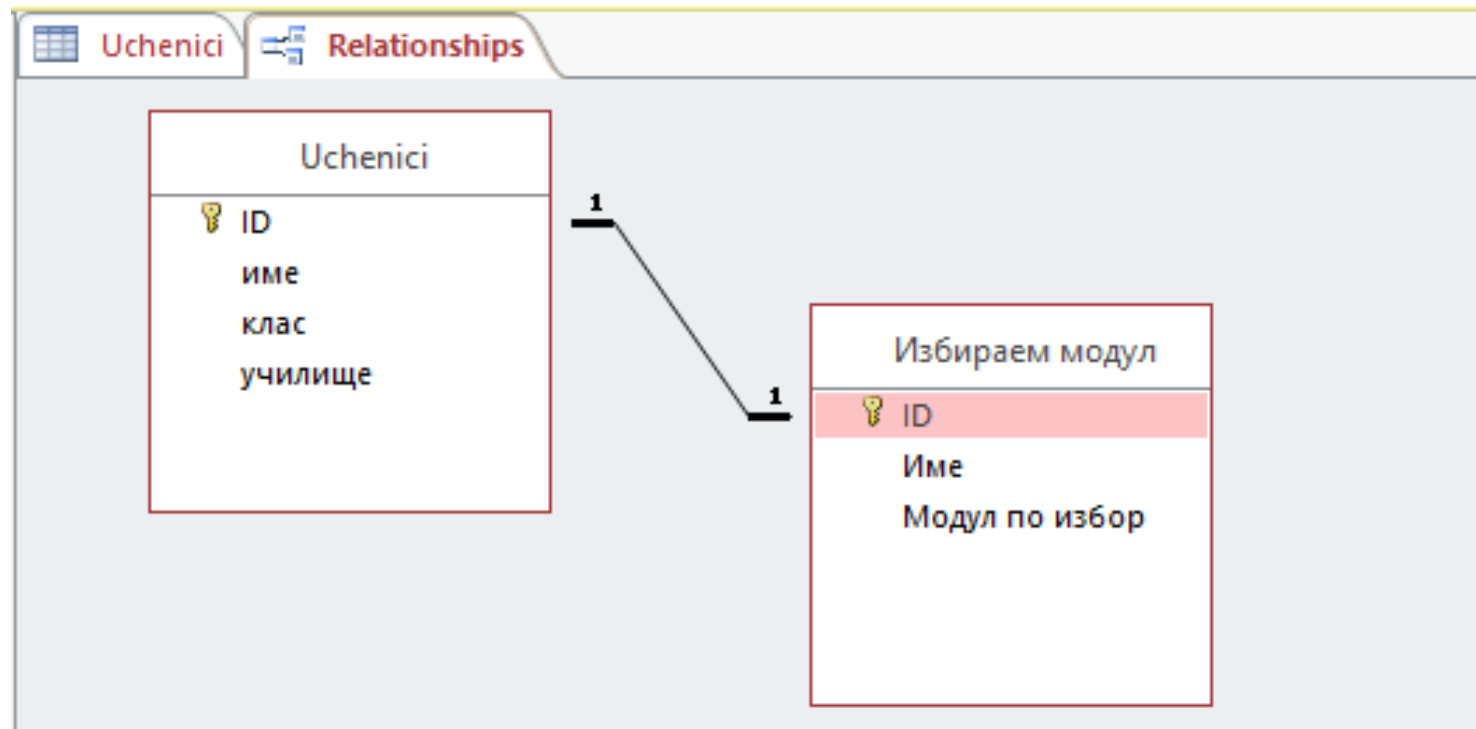 Uchenici Relationships
Uchenici
ID
име
клас
училище
1
1
Избираем модул
ID
Име
Модул по избор